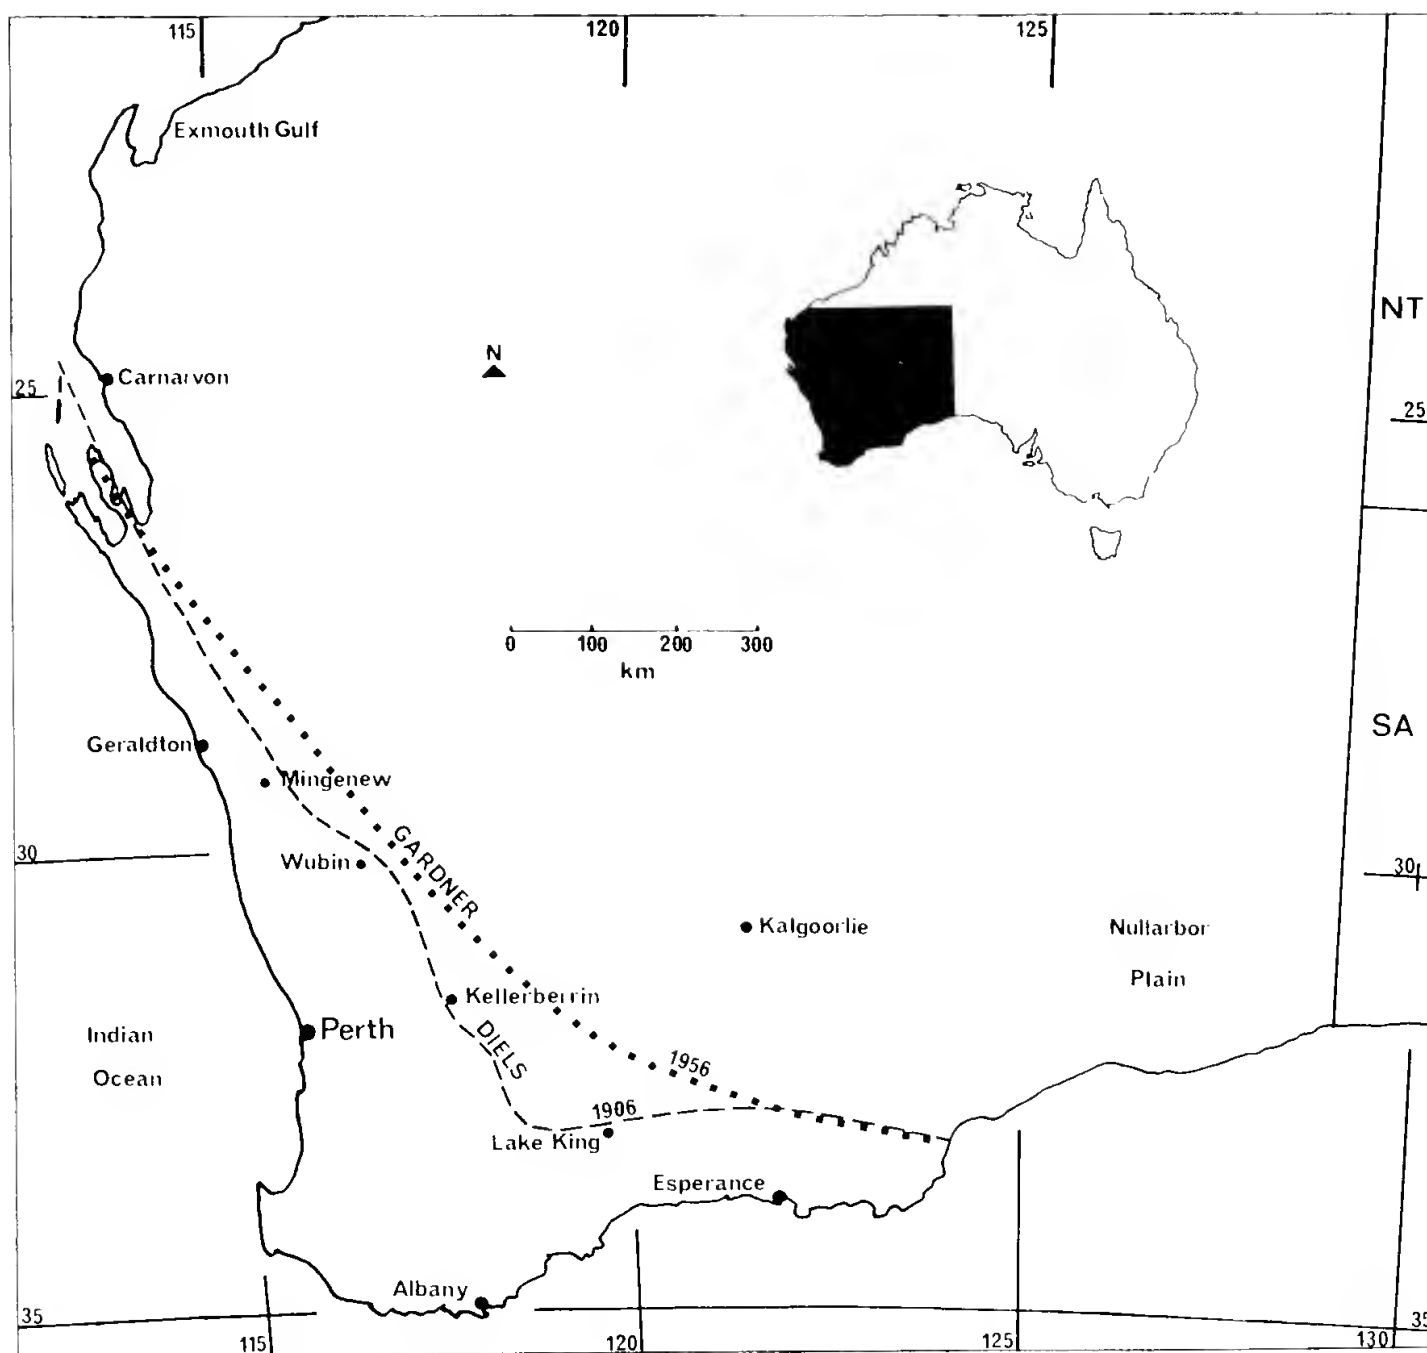 115
120
125
Exmouth Gulf
NT
N
Carnarvon
25
25
0 100 200 300
km
SA
Geraldton
Mingenew
GARDNER
30
Wubin
30
Kalgoorlie
Nullarbor
Plain
Kellerberrin
Perth
Indian
Ocean
DIELS
1956
1906
Lake King
Esperance
Albany
35
35
115
120
125
130